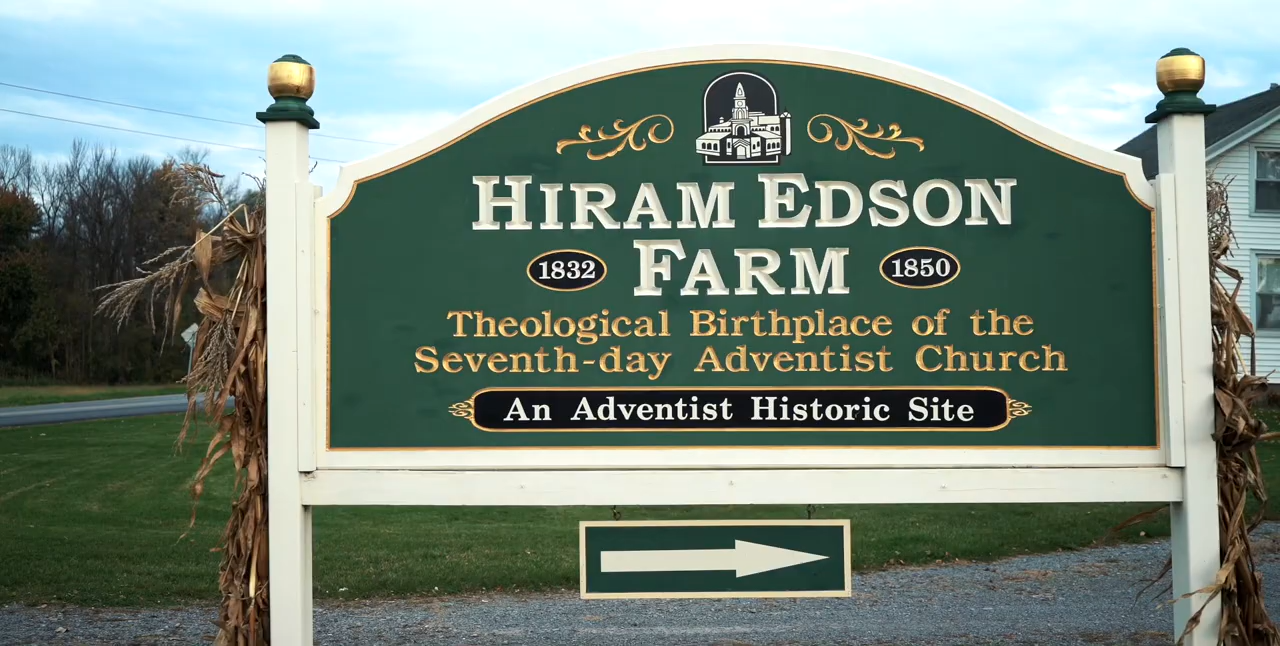 HIRAM EDSON
1832 FARM 1850
Theological Birthplace of the
Seventh-day Adventist Church
An Adventist Historic Site